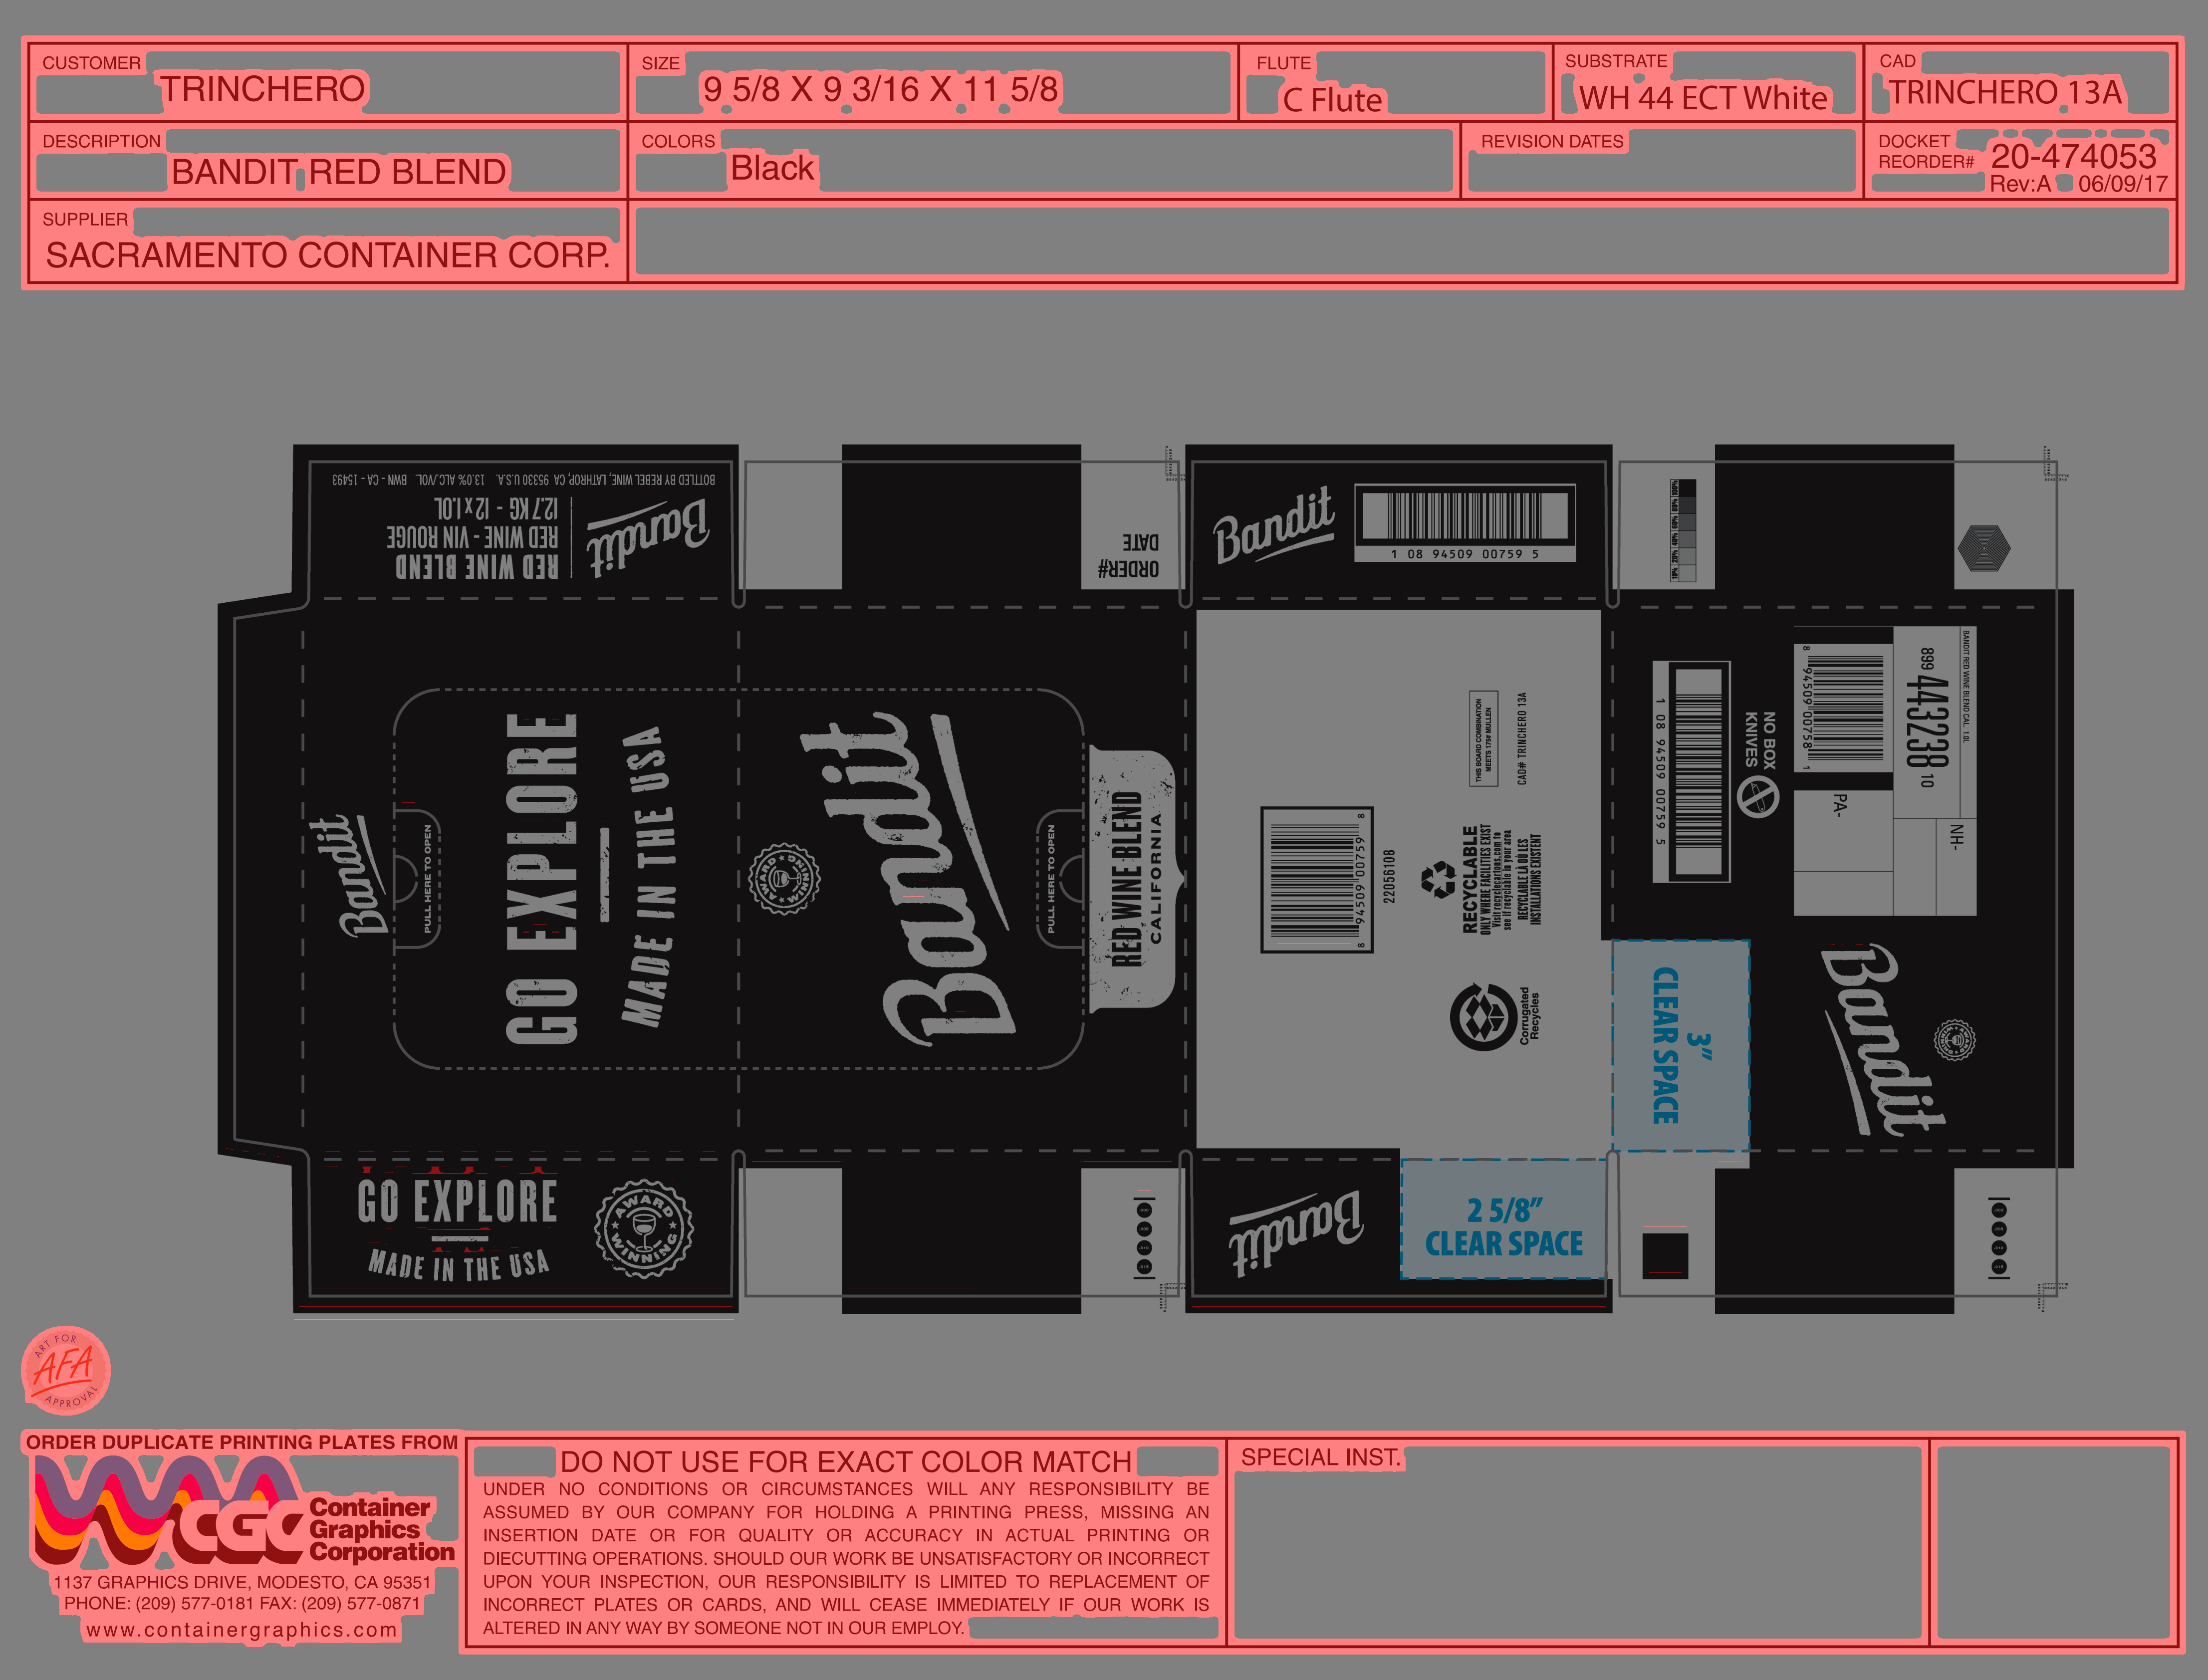 CUSTOMER
TRINCHERO
SIZE
9 5/8 X 9 3/16 X 11 5/8
FLUTE
C Flute
SUBSTRATE
WH 44 ECT White
CAD
TRINCHERO 13A
DESCRIPTION
BANDIT RED BLEND
COLORS
Black
REVISION DATES
DOCKET
REORDER#
20-474053
Rev:A 06/09/17
SUPPLIER
SACRAMENTO CONTAINER CORP.
BOTTLED BY REBEL WINE, LATHROP, CA 95330 U.S.A. 13.0% ALC./VOL. BWN - CA - 15493
Bandit
RED WINE BLEND
RED WINE - VIN ROUGE
12.7 KG - 12 x 1.0L
ORDER#
DATE
Bandit
1 08 94509 00759 5
Bandit
PULL HERE TO OPEN
GO EXPLORE
MADE IN THE USA
AWARD
WINNING
Bandit
PULL HERE TO OPEN
RED WINE BLEND
CALIFORNIA
8 94509 00759 8
22056108
THIS BOARD COMBINATION
MEETS 175# MULLEN
CAD# TRINCHERO 13A
RECYCLABLE
ONLY WHERE FACILITIES EXIST
Visit recyclecartons.com to
see if recyclable in your area
RECYCLABLE LÀ OÙ LES
INSTALLATIONS EXISTENT
Corrugated
Recycles
1 08 94509 00759 5
NO BOX
KNIVES
8 94509 00758 1
BANDIT RED WINE BLEND CAL. 1.0L
899 44323810
PA-
NH-
3"
CLEAR SPACE
Bandit
AWARD
WINNING
GO EXPLORE
MADE IN THE USA
AWARD
WINNING
Bandit
2 5/8"
CLEAR SPACE
ART FOR
AFA
APPROVAL
ORDER DUPLICATE PRINTING PLATES FROM
CGC
Container
Graphics
Corporation
1137 GRAPHICS DRIVE, MODESTO, CA 95351
PHONE: (209) 577-0181 FAX: (209) 577-0871
www.containergraphics.com
DO NOT USE FOR EXACT COLOR MATCH
UNDER NO CONDITIONS OR CIRCUMSTANCES WILL ANY RESPONSIBILITY BE
ASSUMED BY OUR COMPANY FOR HOLDING A PRINTING PRESS, MISSING AN
INSERTION DATE OR FOR QUALITY OR ACCURACY IN ACTUAL PRINTING OR
DIECUTTING OPERATIONS. SHOULD OUR WORK BE UNSATISFACTORY OR INCORRECT
UPON YOUR INSPECTION, OUR RESPONSIBILITY IS LIMITED TO REPLACEMENT OF
INCORRECT PLATES OR CARDS, AND WILL CEASE IMMEDIATELY IF OUR WORK IS
ALTERED IN ANY WAY BY SOMEONE NOT IN OUR EMPLOY.
SPECIAL INST.